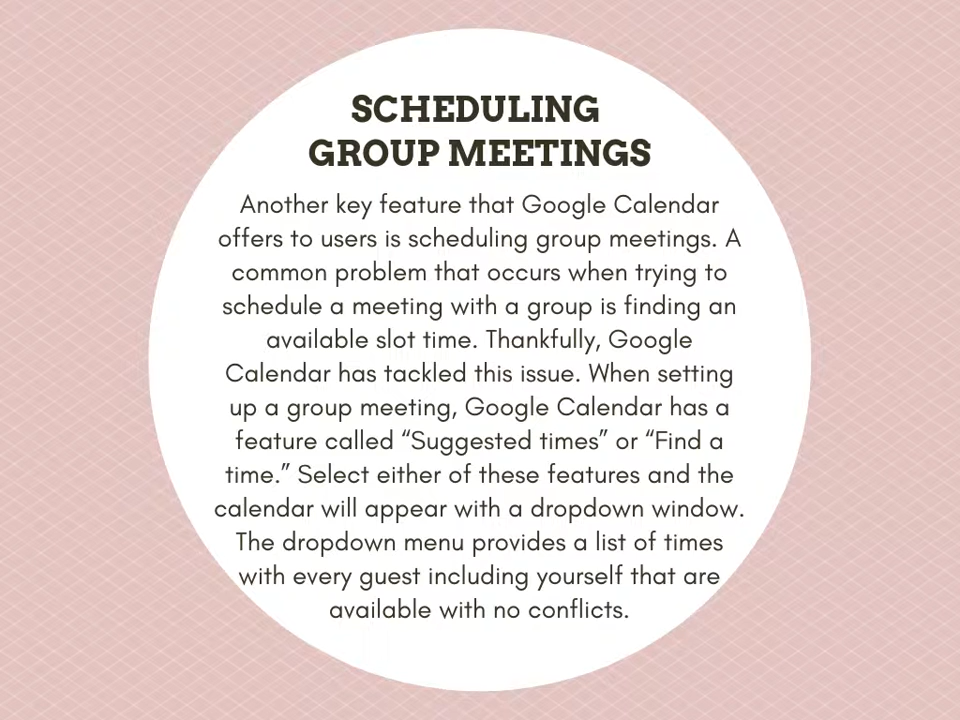 SCHEDULING
GROUP MEETINGS
Another key feature that Google Calendar
offers to users is scheduling group meetings. A
common problem that occurs when trying to
schedule a meeting with a group is finding an
available slot time. Thankfully, Google
Calendar has tackled this issue. When setting
up a group meeting, Google Calendar has a
feature called “Suggested times” or “Find a
time.” Select either of these features and the
calendar will appear with a dropdown window.
The dropdown menu provides a list of times
with every guest including yourself that are
available with no conflicts.